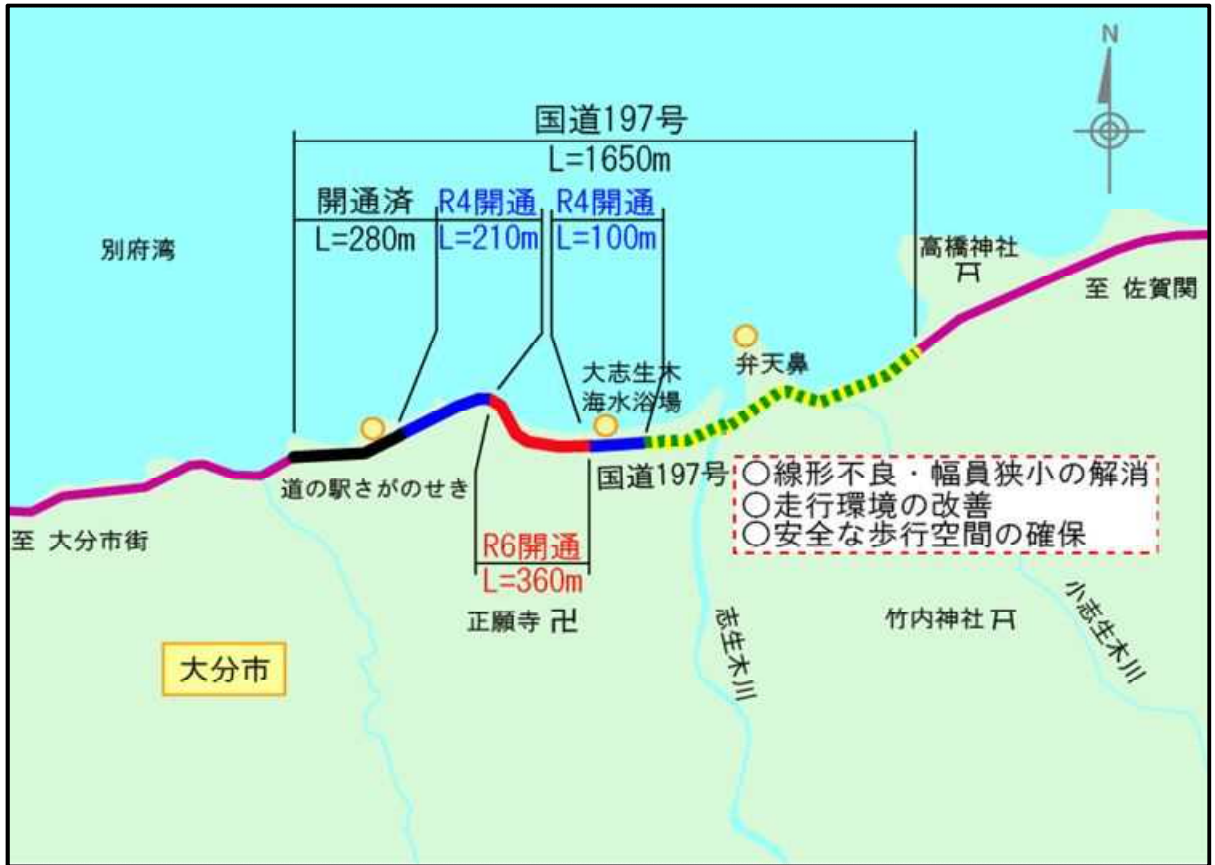 N
国道197号
L=1650m
開通済
L=280m
R4開通
L=210m
R4開通
L=100m
別府湾
高橋神社
至 佐賀関
弁天鼻
大志生木
海水浴場
道の駅さがのせき
国道197号
○線形不良・幅員狭小の解消
○走行環境の改善
○安全な歩行空間の確保
至 大分市街
R6開通
L=360m
正願寺 卍
志生木川
竹内神社
小志生木川
大分市